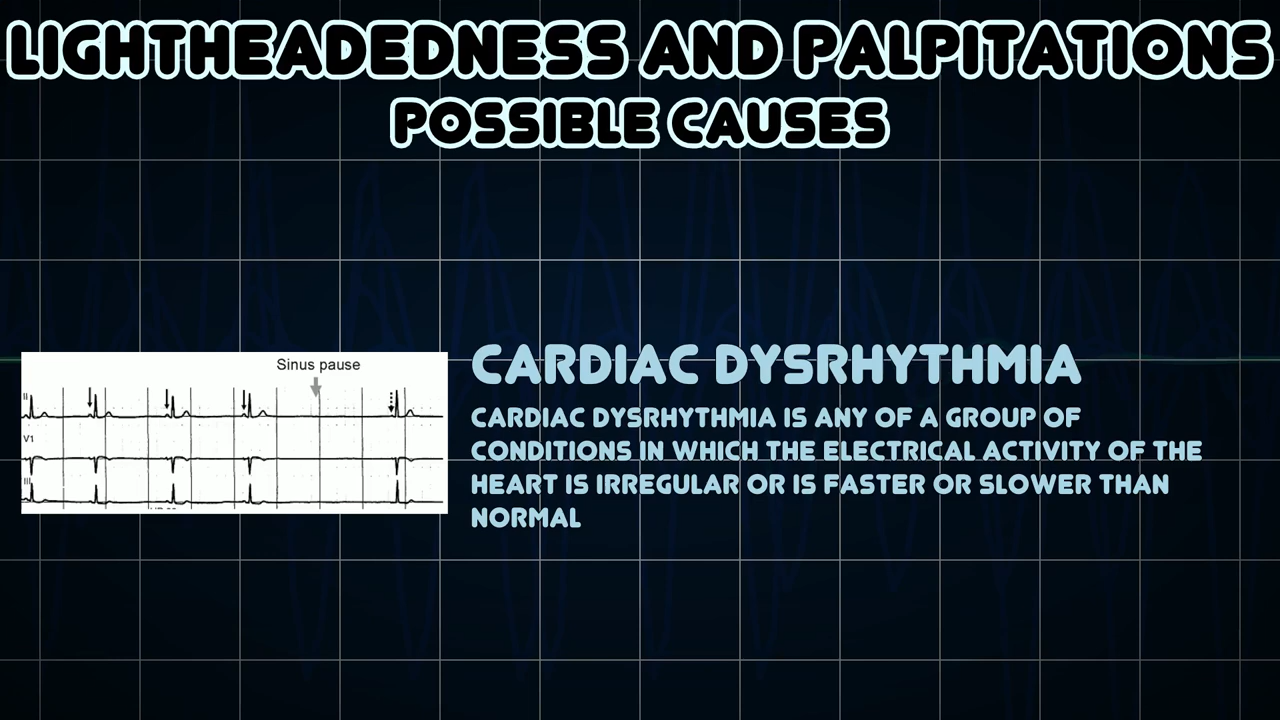 LIGHTHEADEDNESS AND PALPITATIONS
POSSIBLE CAUSES
Sinus pause
II
V1
III
CARDIAC DYSRHYTHMIA
CARDIAC DYSRHYTHMIA IS ANY OF A GROUP OF
CONDITIONS IN WHICH THE ELECTRICAL ACTIVITY OF THE
HEART IS IRREGULAR OR IS FASTER OR SLOWER THAN
NORMAL